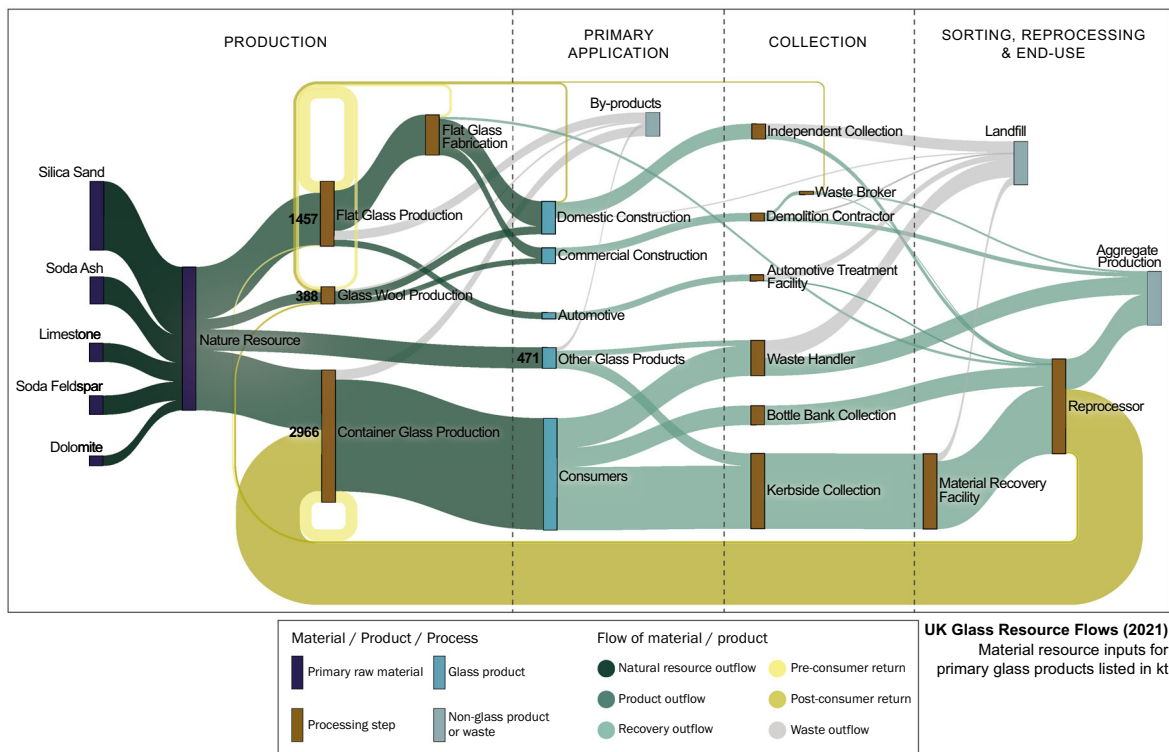 PRODUCTION
PRIMARY
APPLICATION
COLLECTION
SORTING, REPROCESSING
& END-USE
Silica Sand
Soda Ash
Limestone
Soda Feldspar
Dolomite
Nature Resource
1457
Flat Glass Production
Flat Glass
Fabrication
388
Glass Wool Production
2966
Container Glass Production
By-products
Domestic Construction
Commercial Construction
Automotive
471
Other Glass Products
Consumers
Independent Collection
Waste Broker
Demolition Contractor
Automotive Treatment
Facility
Waste Handler
Bottle Bank Collection
Kerbside Collection
Landfill
Aggregate
Production
Reprocessor
Material Recovery
Facility
Material / Product / Process
Primary raw material
Glass product
Processing step
Non-glass product
or waste
Flow of material / product
Natural resource outflow
Pre-consumer return
Product outflow
Post-consumer return
Recovery outflow
Waste outflow
UK Glass Resource Flows (2021)
Material resource inputs for
primary glass products listed in kt